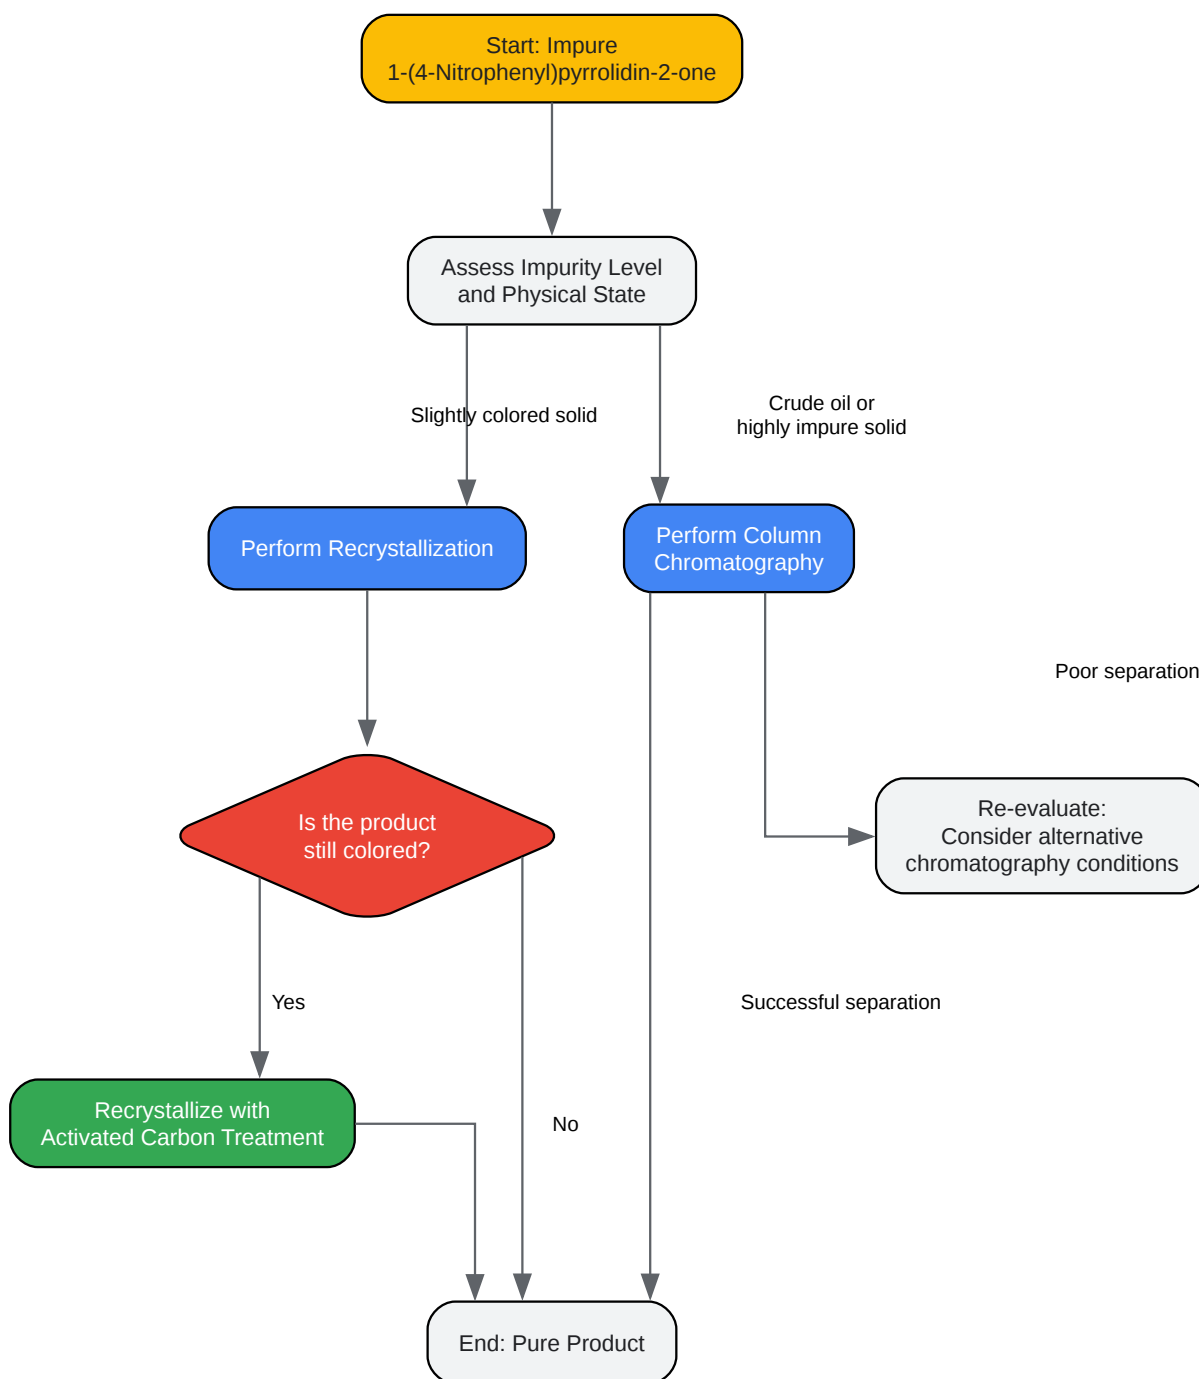 Start: Impure
1-(4-Nitrophenyl)pyrrolidin-2-one
Assess Impurity Level
and Physical State
Slightly colored solid
Crude oil or
highly impure solid
Perform Recrystallization
Perform Column
Chromatography
Poor separation
Is the product
still colored?
Re-evaluate:
Consider alternative
chromatography conditions
Yes
Successful separation
Recrystallize with
Activated Carbon Treatment
No
End: Pure Product